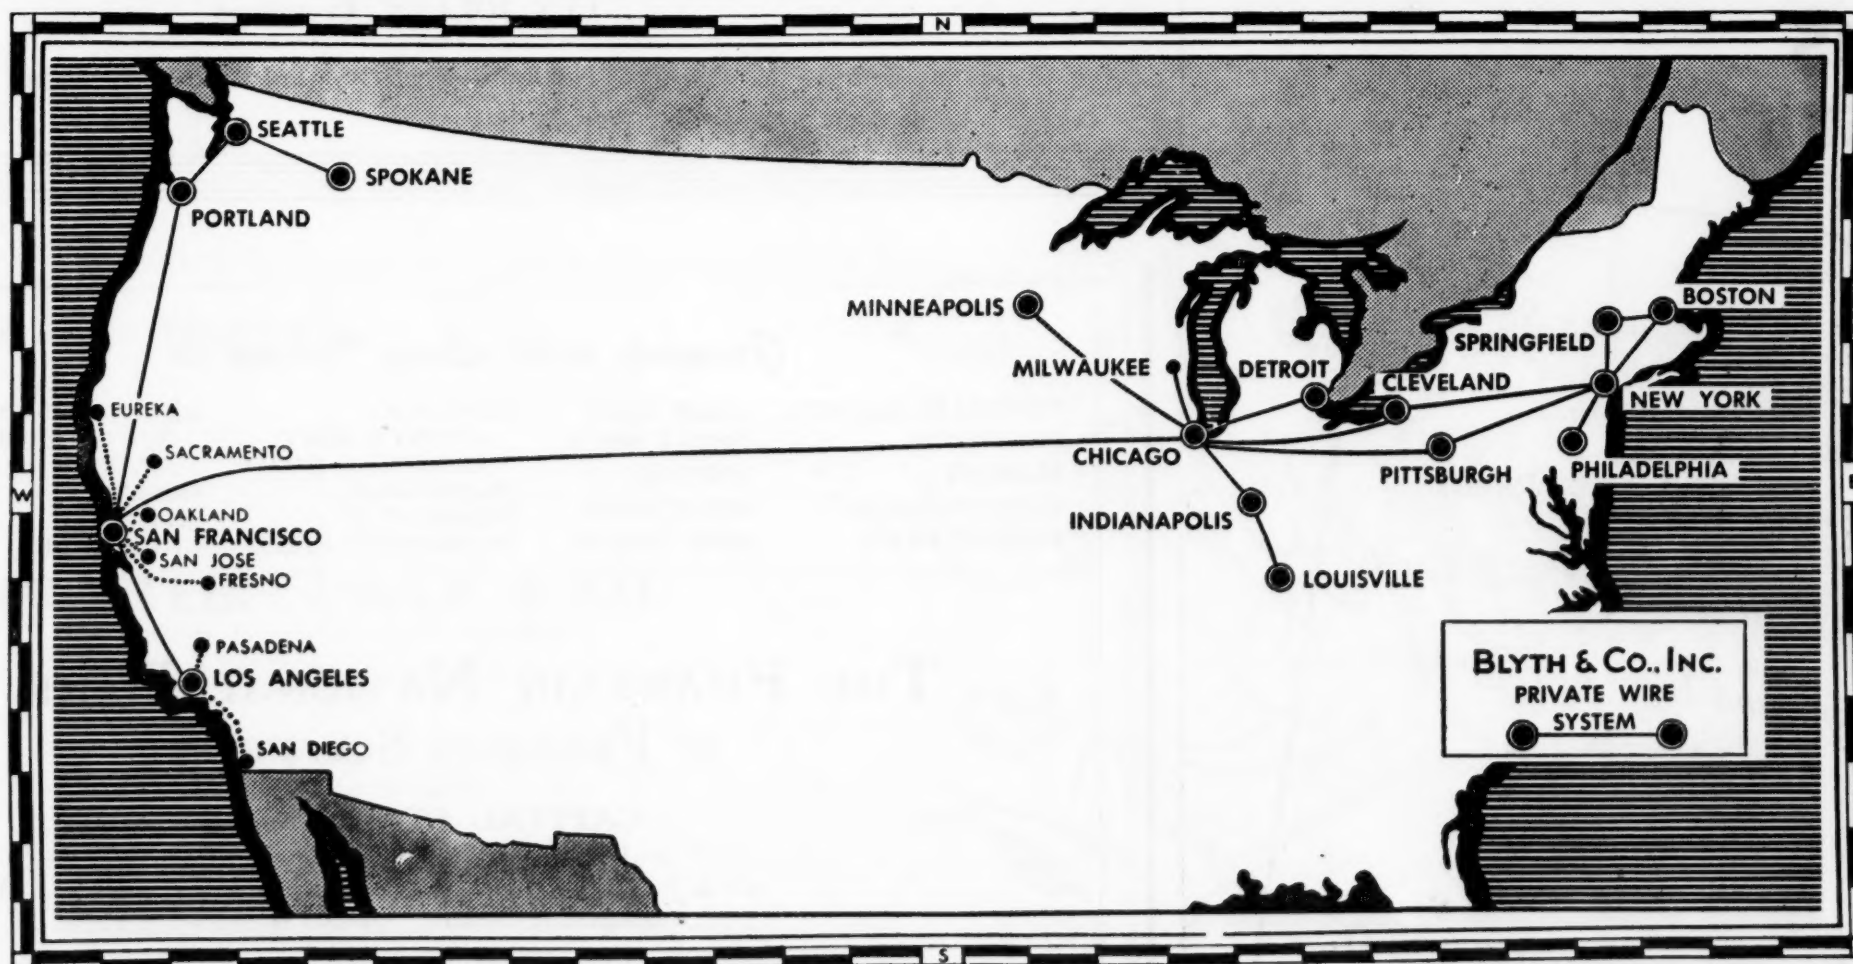 N
SEATTLE
SPOKANE
PORTLAND
MINNEAPOLIS
BOSTON
SPRINGFIELD
MILWAUKEE
DETROIT
CLEVELAND
NEW YORK
EUREKA
SACRAMENTO
CHICAGO
PITTSBURGH
PHILADELPHIA
W
OAKLAND
SAN FRANCISCO
SAN JOSE
FRESNO
INDIANAPOLIS
LOUISVILLE
PASADENA
LOS ANGELES
SAN DIEGO
BLYTH & CO., INC.
PRIVATE WIRE
SYSTEM
S